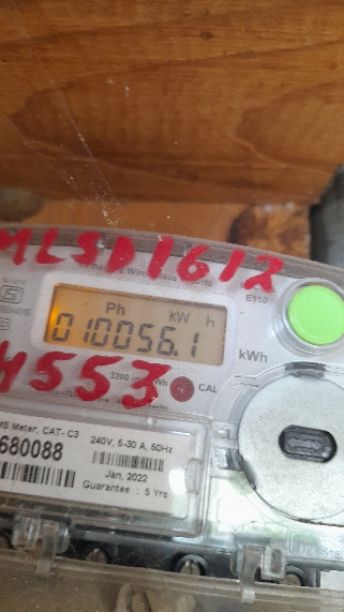 MLSD1612
E150
Ph kW h
010056.1
kWh
3200
CAL
H553
MS Meter, CAT- C3
680088
240V, 5-30 A, 50Hz
Jan, 2022
Guarantee : 5 Yrs